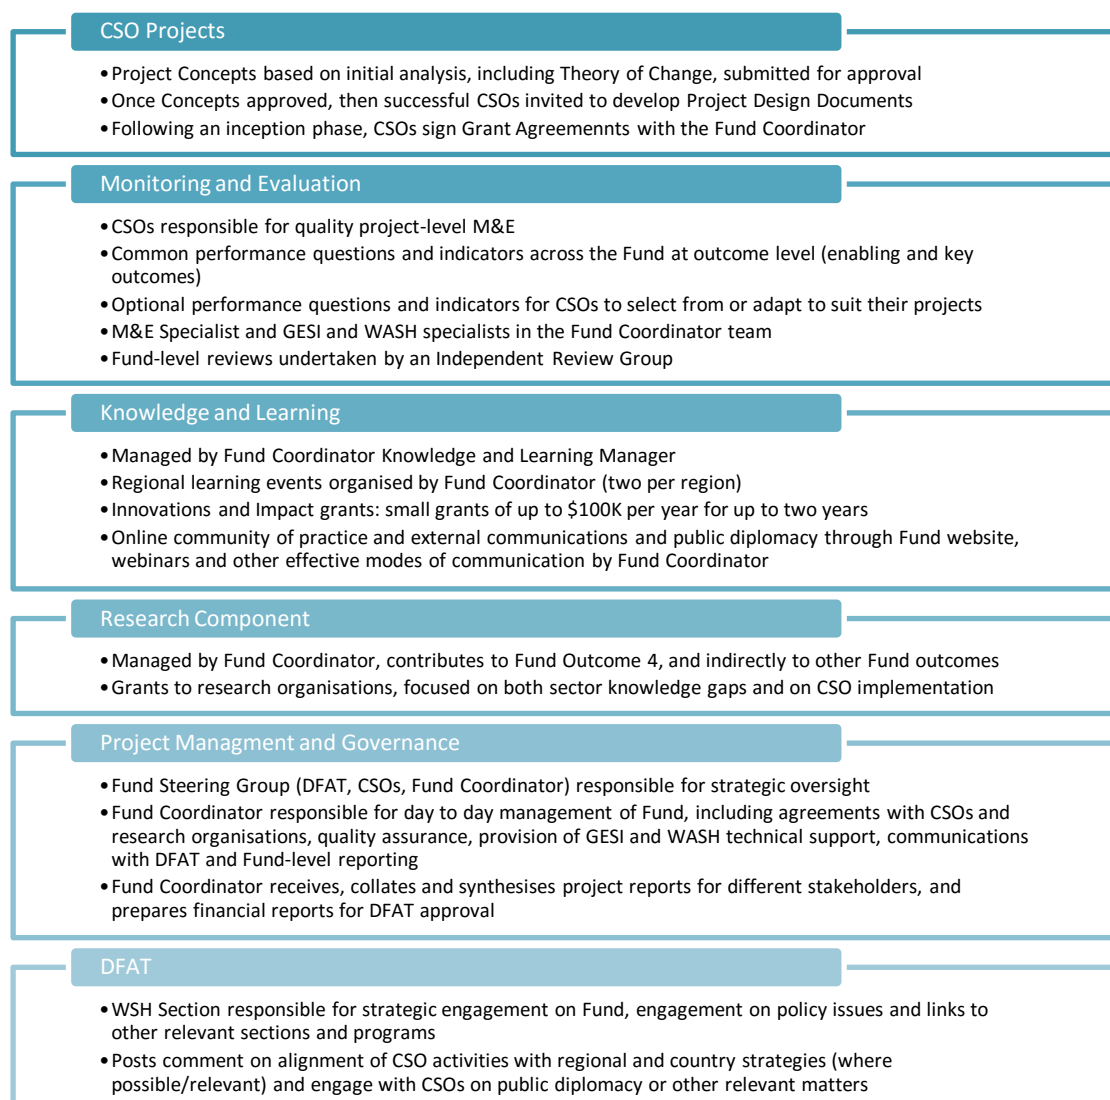 CSO Projects
•Project Concepts based on initial analysis, including Theory of Change, submitted for approval
•Once Concepts approved, then successful CSOs invited to develop Project Design Documents
•Following an inception phase, CSOs sign Grant Agreemennts with the Fund Coordinator
Monitoring and Evaluation
•CSOs responsible for quality project-level M&E
•Common performance questions and indicators across the Fund at outcome level (enabling and key
outcomes)
•Optional performance questions and indicators for CSOs to select from or adapt to suit their projects
•M&E Specialist and GESI and WASH specialists in the Fund Coordinator team
•Fund-level reviews undertaken by an Independent Review Group
Knowledge and Learning
•Managed by Fund Coordinator Knowledge and Learning Manager
•Regional learning events organised by Fund Coordinator (two per region)
•Innovations and Impact grants: small grants of up to $100K per year for up to two years
•Online community of practice and external communications and public diplomacy through Fund website,
webinars and other effective modes of communication by Fund Coordinator
Research Component
•Managed by Fund Coordinator, contributes to Fund Outcome 4, and indirectly to other Fund outcomes
•Grants to research organisations, focused on both sector knowledge gaps and on CSO implementation
Project Managment and Governance
•Fund Steering Group (DFAT, CSOs, Fund Coordinator) responsible for strategic oversight
•Fund Coordinator responsible for day to day management of Fund, including agreements with CSOs and
research organisations, quality assurance, provision of GESI and WASH technical support, communications
with DFAT and Fund-level reporting
•Fund Coordinator receives, collates and synthesises project reports for different stakeholders, and
prepares financial reports for DFAT approval
DFAT
•WSH Section responsible for strategic engagement on Fund, engagement on policy issues and links to
other relevant sections and programs
•Posts comment on alignment of CSO activities with regional and country strategies (where
possible/relevant) and engage with CSOs on public diplomacy or other relevant matters